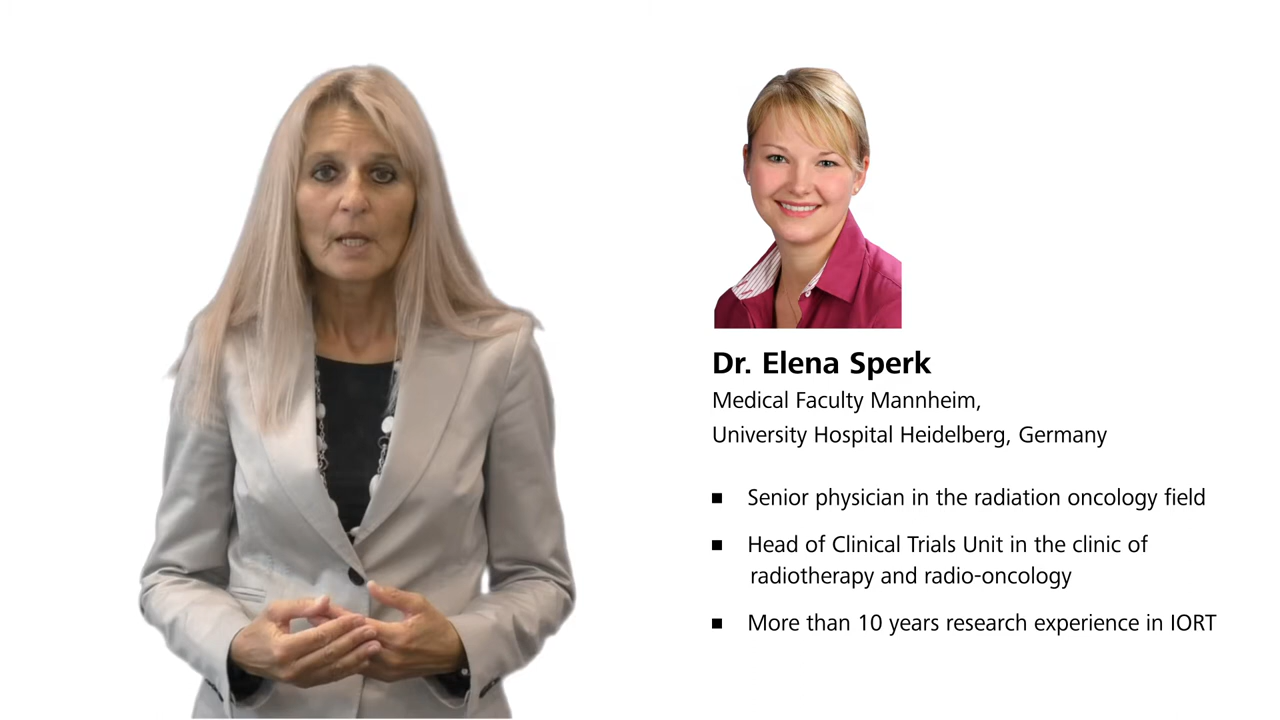 Dr. Elena Sperk
Medical Faculty Mannheim,
University Hospital Heidelberg, Germany
■ Senior physician in the radiation oncology field
■ Head of Clinical Trials Unit in the clinic of
radiotherapy and radio-oncology
■ More than 10 years research experience in IORT